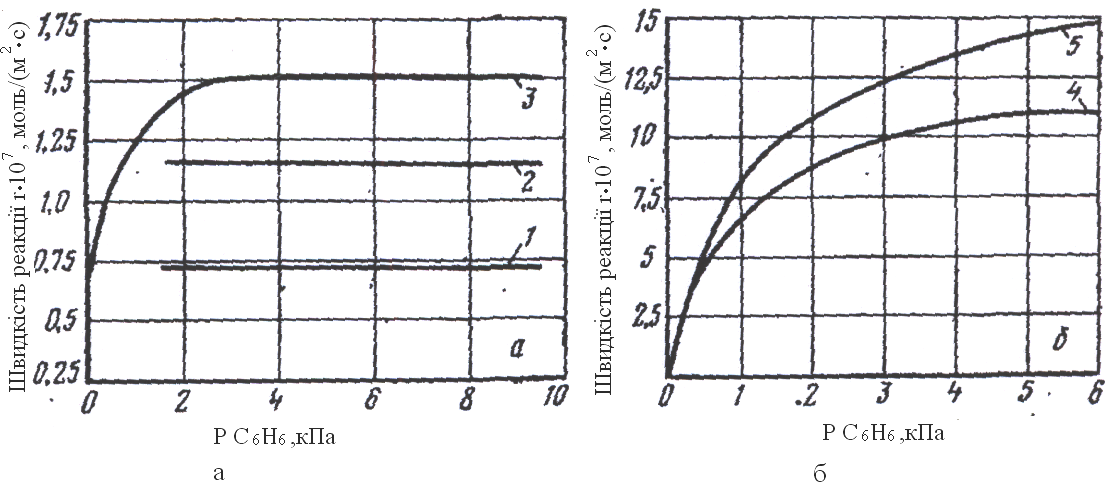 Швидкість реакції r·10⁷, моль/(м²·с)
1,75
1,5
1,25
1,0
0,75
0,5
0,25
3
2
1
а
0 2 4 6 8 10
Р С₆Н₆,кПа
а
Швидкість реакції r·10⁷, моль/(м²·с)
15
12,5
10
7,5
5
2,5
5
4
б
0 1 2 3 4 5 6
Р С₆Н₆,кПа
б